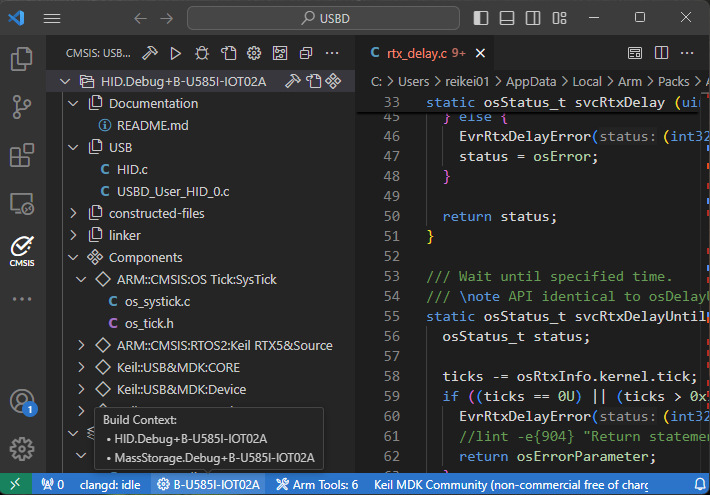 USBD
CMSIS: USB...
rtx_delay.c 9+
C: > Users > reikei01 > AppData > Local > Arm > Packs > A
HID.Debug+B-U585I-IOT02A
Documentation
README.md
USB
HID.c
USBD_User_HID_0.c
constructed-files
linker
Components
ARM::CMSIS:OS Tick:SysTick
os_systick.c
os_tick.h
ARM::CMSIS:RTOS2:Keil RTX5&Source
Keil::USB&MDK:CORE
Keil::USB&MDK:Device
CMSIS
1
Build Context:
• HID.Debug+B-U585I-IOT02A
• MassStorage.Debug+B-U585I-IOT02A
33 static osStatus_t svcRtxDelay (uin
45 } else {
46 EvrRtxDelayError(status: (int32
47 status = osError;
48 }
49
50 return status;
51 }
52
53 /// Wait until specified time.
54 /// \note API identical to osDelayU
55 static osStatus_t svcRtxDelayUntil
56 osStatus_t status;
57
58 ticks -= osRtxInfo.kernel.tick;
59 if ((ticks == 0U) || (ticks > 0x
60 EvrRtxDelayError(status: (int32
61 //lint -e{904} "Return statemen
62 return osErrorParameter;
0 clangd: idle B-U585I-IOT02A Arm Tools: 6 Keil MDK Community (non-commercial free of charg